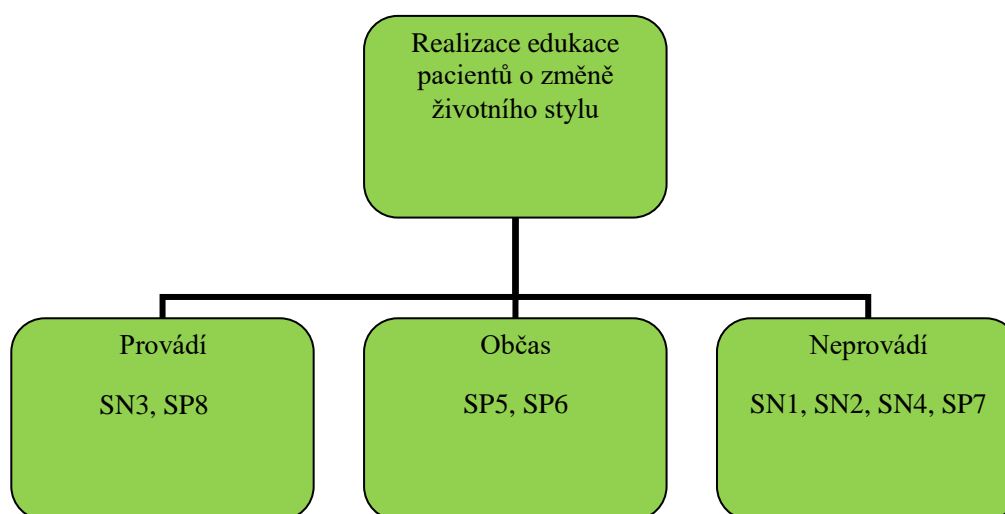 Realizace edukace
pacientů o změně
životního stylu
Provádí
SN3, SP8
Občas
SP5, SP6
Neprovádí
SN1, SN2, SN4, SP7